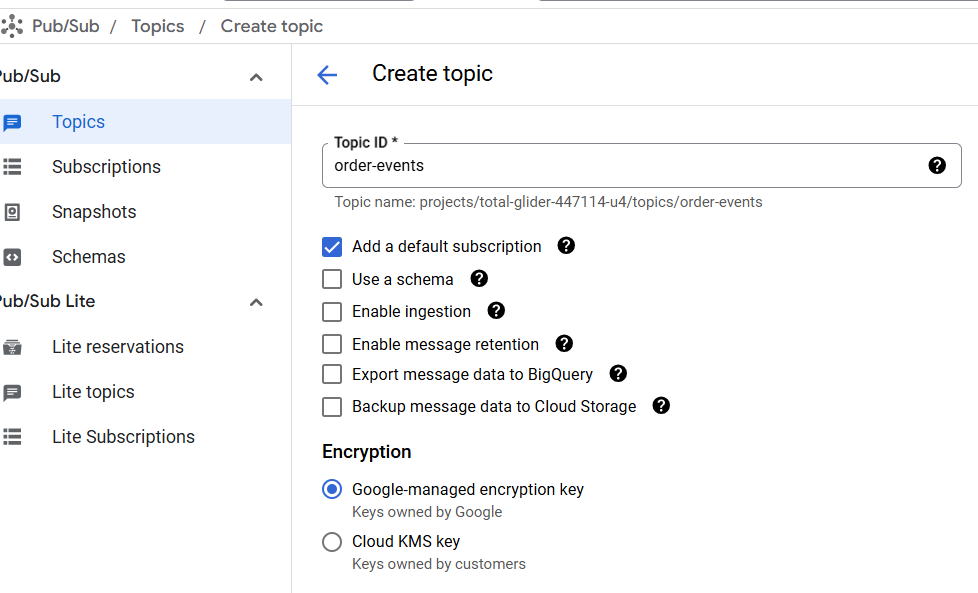 Pub/Sub / Topics / Create topic
Pub/Sub
Topics
Subscriptions
Snapshots
Schemas
Pub/Sub Lite
Lite reservations
Lite topics
Lite Subscriptions
Create topic
Topic ID *
order-events
Topic name: projects/total-glider-447114-u4/topics/order-events
Add a default subscription
Use a schema
Enable ingestion
Enable message retention
Export message data to BigQuery
Backup message data to Cloud Storage
Encryption
Google-managed encryption key
Keys owned by Google
Cloud KMS key
Keys owned by customers